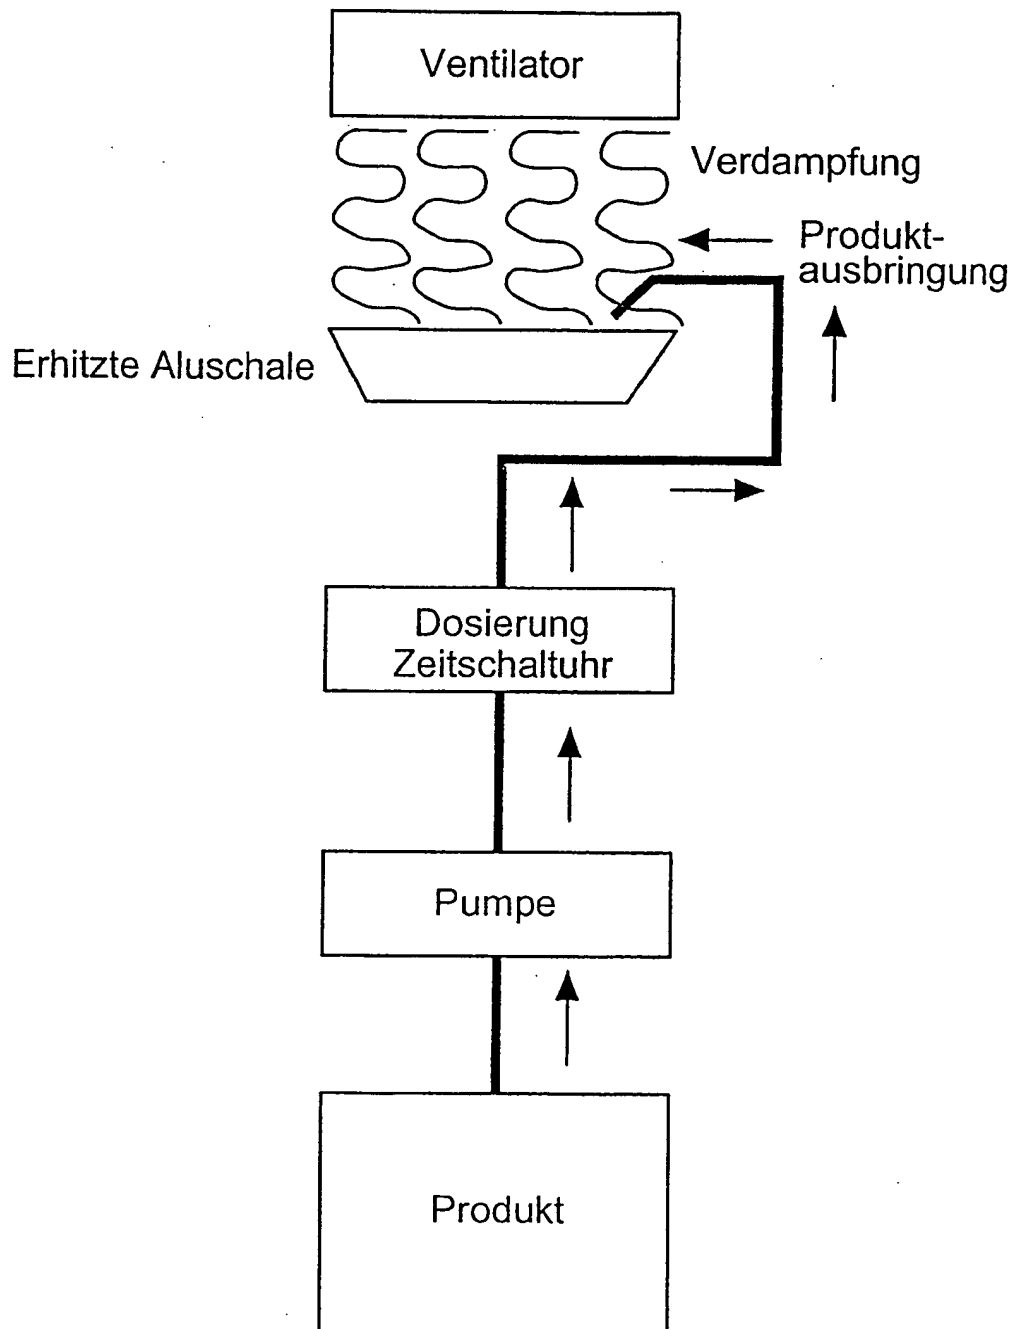 Ventilator
Verdampfung
Produkt-
ausbringung
Erhitzte Aluschale
Dosierung
Zeitschaltuhr
Pumpe
Produkt